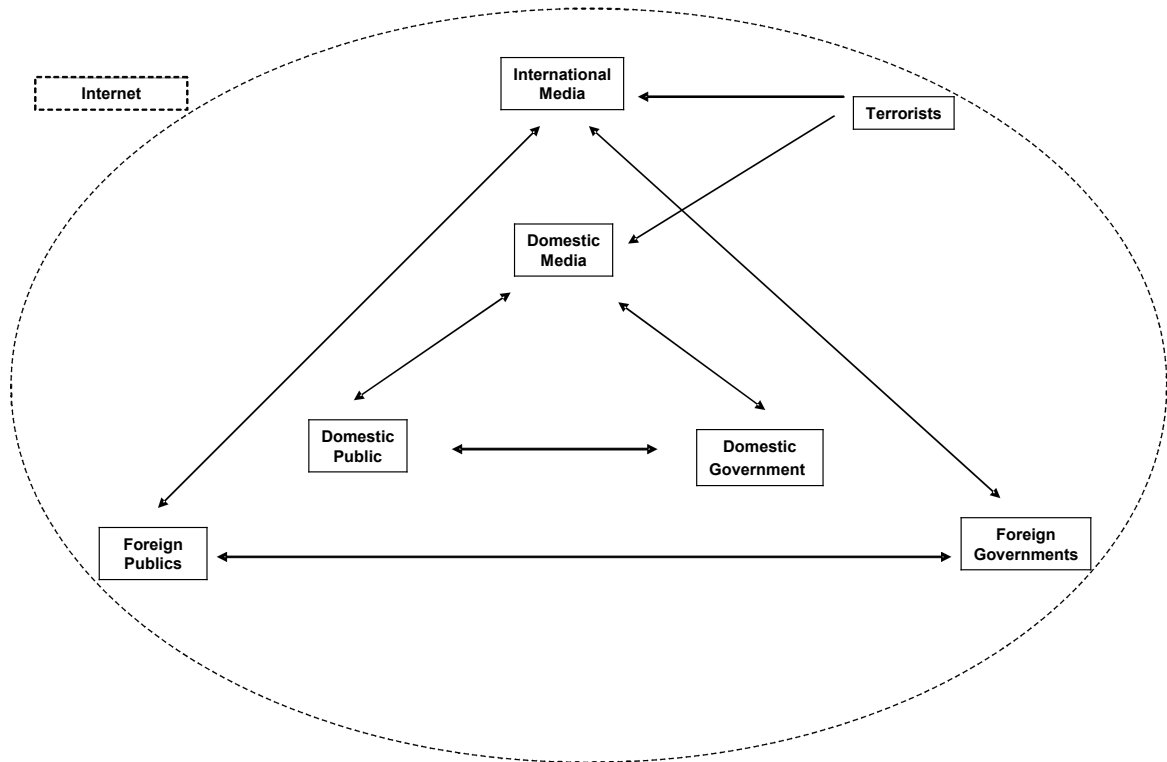 International
Media
Internet
Terrorists
Domestic
Media
Domestic
Public
Domestic
Government
Foreign
Publics
Foreign
Governments